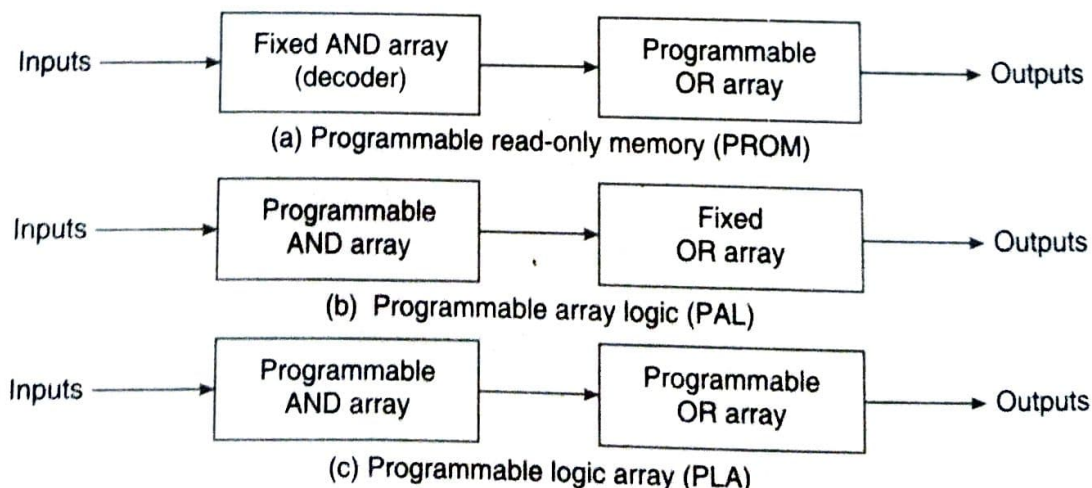 Inputs
Fixed AND array
(decoder)
Programmable
OR array
Outputs
(a) Programmable read-only memory (PROM)
Inputs
Programmable
AND array
Fixed
OR array
Outputs
(b) Programmable array logic (PAL)
Inputs
Programmable
AND array
Programmable
OR array
Outputs
(c) Programmable logic array (PLA)